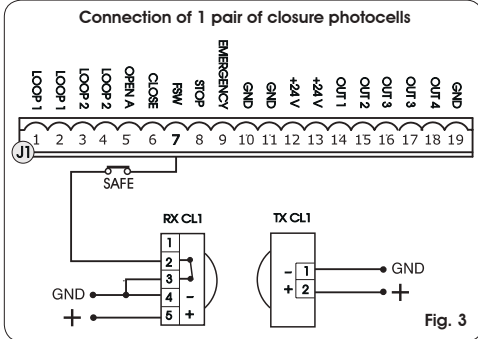 Connection of 1 pair of closure photocells
LOOP 1 LOOP 1 LOOP 2 LOOP 2 OPEN A CLOSE FSW STOP EMERGENCY GND GND +24 V +24 V OUT 1 OUT 2 OUT 3 OUT 3 OUT 4 GND
1 2 3 4 5 6 7 8 9 10 11 12 13 14 15 16 17 18 19
J1
SAFE
RX CL1
TX CL1
1
2
3
GND 4 -
+ 5 +
- 1 GND
+ 2 +
Fig. 3